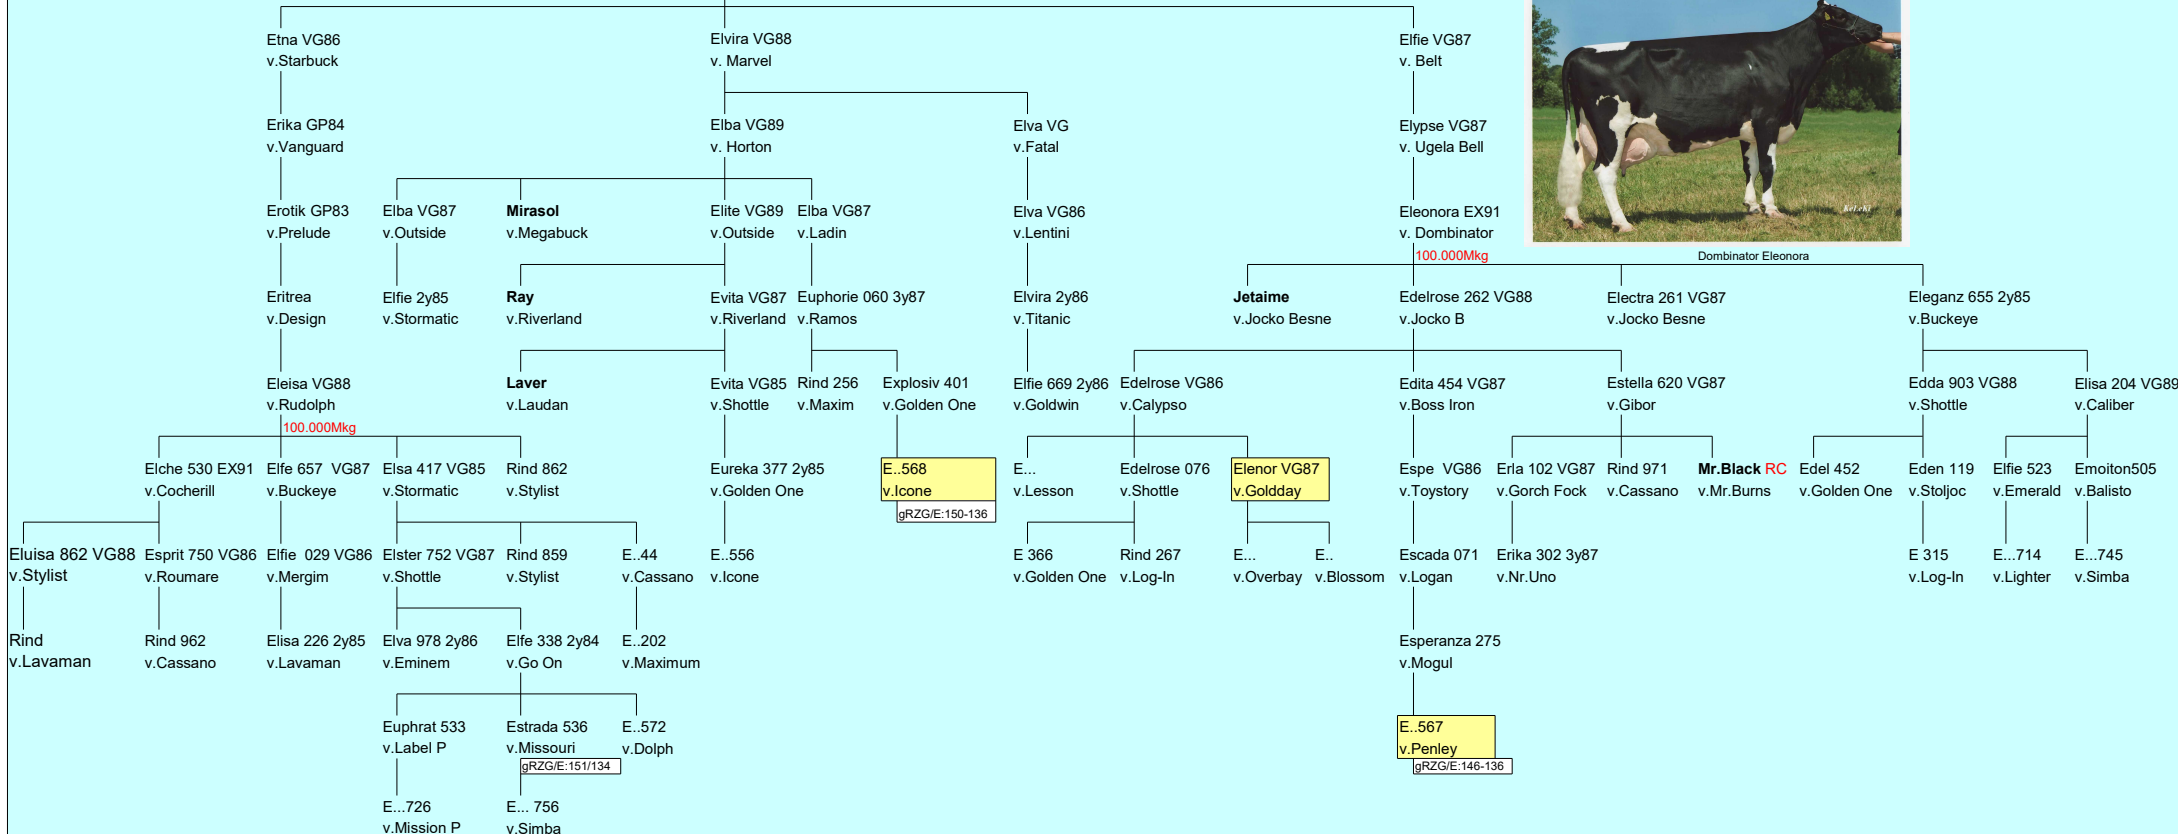 Etna VG86
v.Starbuck
Elvira VG88
v. Marvel
Elfie VG87
v. Belt
Erika GP84
v.Vanguard
Elba VG89
v. Horton
Elva VG
v.Fatal
Elypse VG87
v. Ugela Bell
KeLeKi
Erotik GP83
v.Prelude
Elba VG87
v.Outside
Mirasol
v.Megabuck
Elite VG89
v.Outside
Elba VG87
v.Ladin
Elva VG86
v.Lentini
Eleonora EX91
v. Dombinator
100.000Mkg
Dombinator Eleonora
Eritrea
v.Design
Elfie 2y85
v.Stormatic
Ray
v.Riverland
Evita VG87
v.Riverland
Euphorie 060 3y87
v.Ramos
Elvira 2y86
v.Titanic
Jetaime
v.Jocko Besne
Edelrose 262 VG88
v.Jocko B
Electra 261 VG87
v.Jocko Besne
Eleganz 655 2y85
v.Buckeye
Eleisa VG88
v.Rudolph
100.000Mkg
Laver
v.Laudan
Evita VG85
v.Shottle
Rind 256
v.Maxim
Explosiv 401
v.Golden One
Elfie 669 2y86
v.Goldwin
Edelrose VG86
v.Calypso
Edita 454 VG87
v.Boss Iron
Estella 620 VG87
v.Gibor
Edda 903 VG88
v.Shottle
Elisa 204 VG89
v.Caliber
Elche 530 EX91
v.Cocherill
Elfe 657  VG87
v.Buckeye
Elsa 417 VG85
v.Stormatic
Rind 862
v.Stylist
Eureka 377 2y85
v.Golden One
E..568
v.Icone
gRZG/E:150-136
E...
v.Lesson
Edelrose 076
v.Shottle
Elenor VG87
v.Goldday
Espe  VG86
v.Toystory
Erla 102 VG87
v.Gorch Fock
Rind 971
v.Cassano
Mr.Black RC
v.Mr.Burns
Edel 452
v.Golden One
Eden 119
v.Stoljoc
Elfie 523
v.Emerald
Emoiton505
v.Balisto
Eluisa 862 VG88
v.Stylist
Esprit 750 VG86
v.Roumare
Elfie  029 VG86
v.Mergim
Elster 752 VG87
v.Shottle
Rind 859
v.Stylist
E..44
v.Cassano
E..556
v.Icone
E 366
v.Golden One
Rind 267
v.Log-In
E...
v.Overbay
E..
v.Blossom
Escada 071
v.Logan
Erika 302 3y87
v.Nr.Uno
E 315
v.Log-In
E...714
v.Lighter
E...745
v.Simba
Rind
v.Lavaman
Rind 962
v.Cassano
Elisa 226 2y85
v.Lavaman
Elva 978 2y86
v.Eminem
Elfe 338 2y84
v.Go On
E..202
v.Maximum
Esperanza 275
v.Mogul
Euphrat 533
v.Label P
Estrada 536
v.Missouri
gRZG/E:151/134
E..572
v.Dolph
E..567
v.Penley
gRZG/E:146-136
E...726
v.Mission P
E... 756
v.Simba